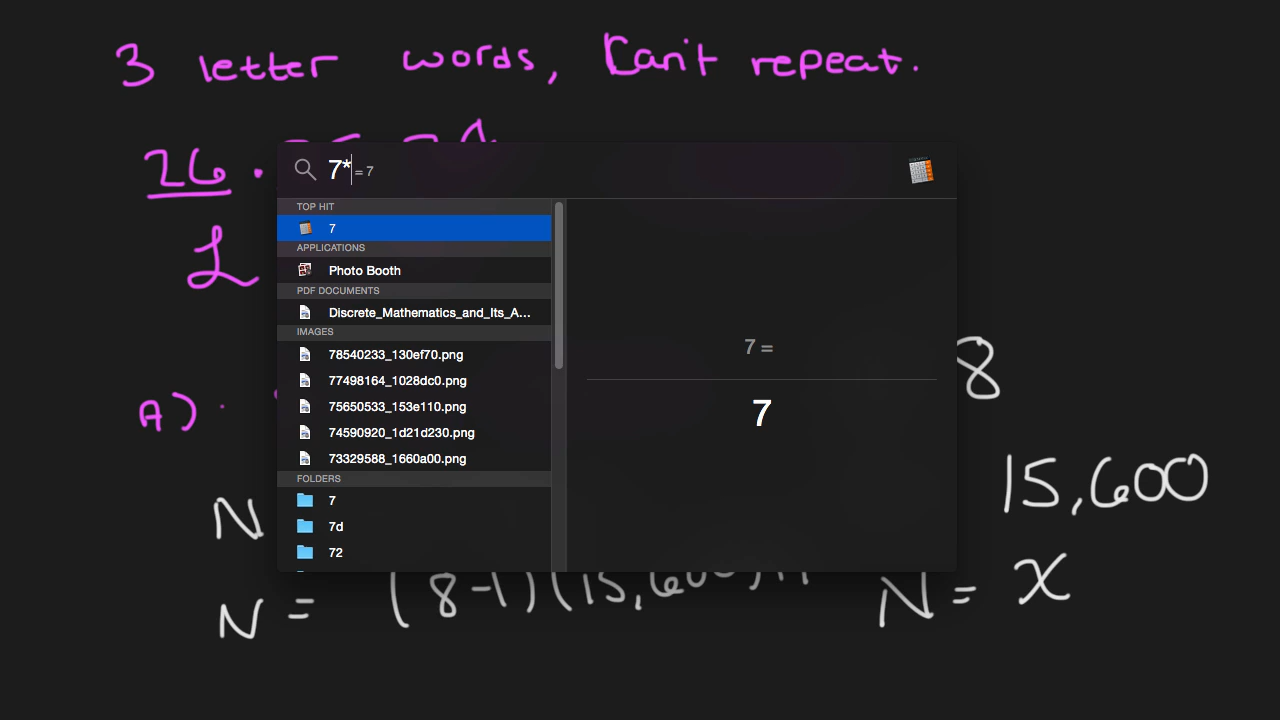 3 letter words, Can't repeat.
26 .
7* = 7
TOP HIT
7
APPLICATIONS
Photo Booth
PDF DOCUMENTS
Discrete_Mathematics_and_Its_A...
IMAGES
78540233_130ef70.png
77498164_1028dc0.png
75650533_153e110.png
74590920_1d21d230.png
73329588_1660a00.png
FOLDERS
7
7d
72
7 =
7
8
A)
15,600
N
N = (8-1)(15,600)
N = x